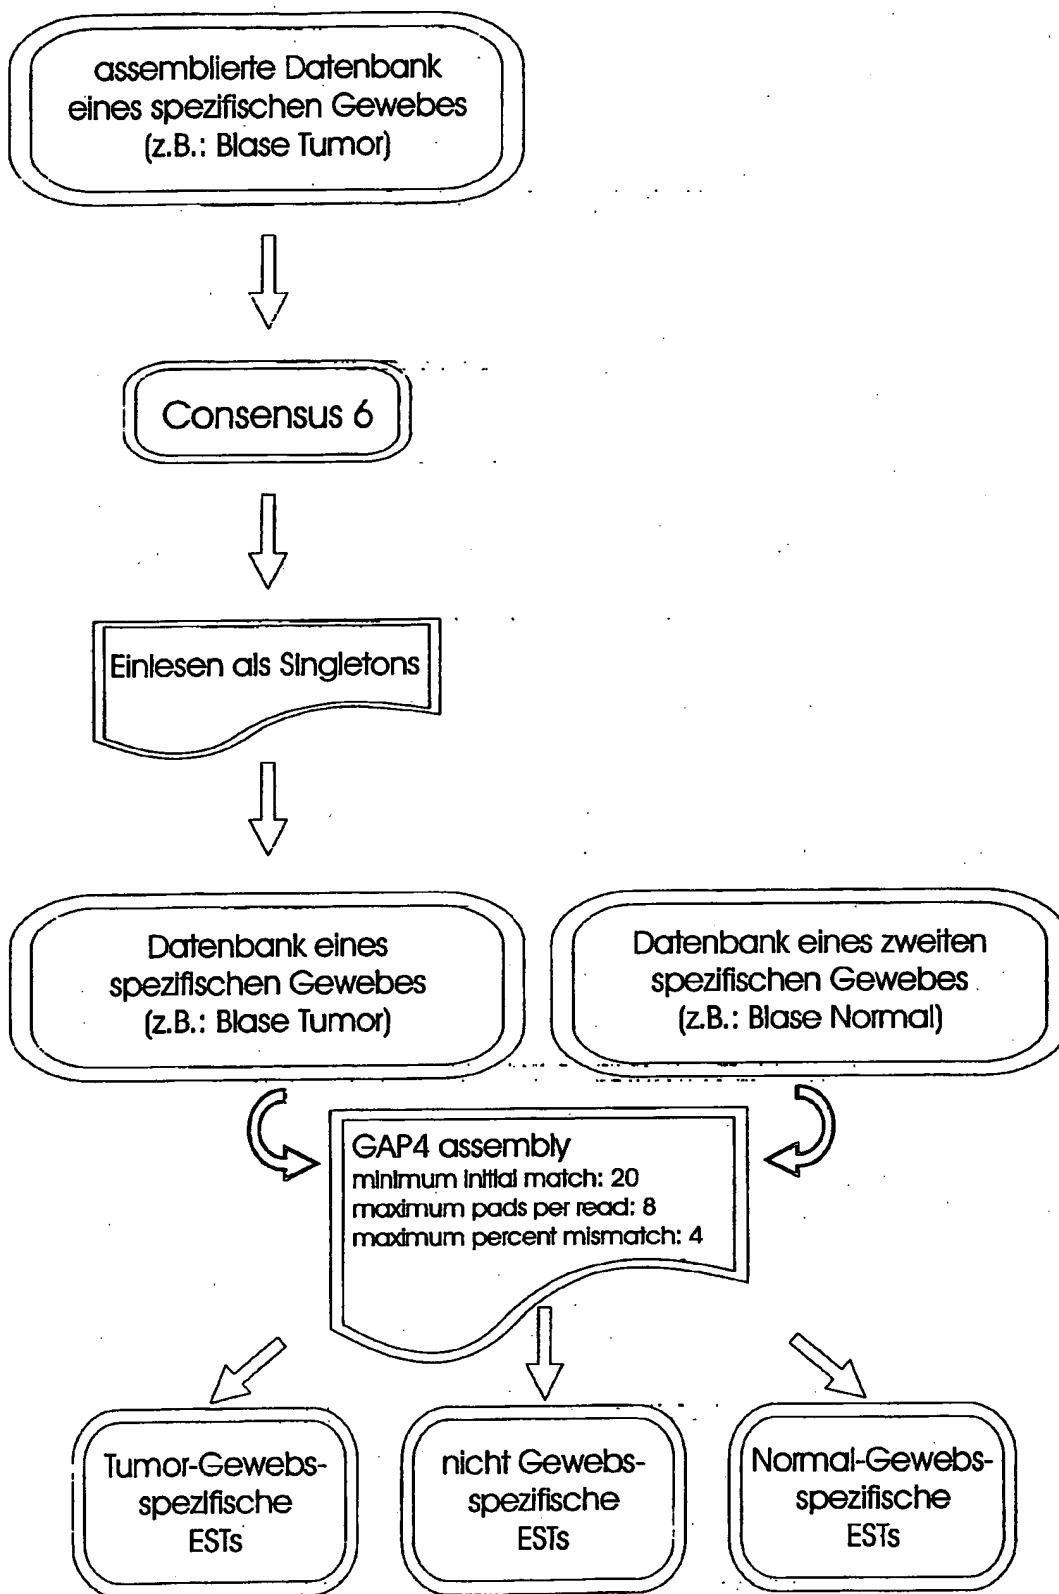 assemblierte Datenbank
eines spezifischen Gewebes
(z.B.: Blase Tumor)
Consensus 6
Einlesen als Singletons
Datenbank eines
spezifischen Gewebes
(z.B.: Blase Tumor)
Datenbank eines zweiten
spezifischen Gewebes
(z.B.: Blase Normal)
GAP4 assembly
minimum initial match: 20
maximum pads per read: 8
maximum percent mismatch: 4
Tumor-Gewebs-
spezifische
ESTs
nicht Gewebs-
spezifische
ESTs
Normal-Gewebs-
spezifische
ESTs